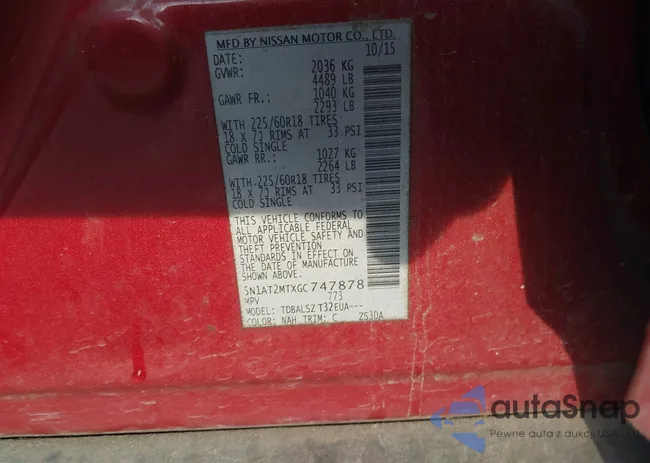 MFD BY NISSAN MOTOR CO., LTD.
DATE: 10/15
GVWR: 2036 KG
4489 LB
GAWR FR.: 1040 KG
2293 LB
WITH 225/60R18 TIRES
18 X 7J RIMS AT 33 PSI
COLD SINGLE
GAWR RR.: 1027 KG
2264 LB
WITH 225/60R18 TIRES
18 X 7J RIMS AT 33 PSI
COLD SINGLE
THIS VEHICLE CONFORMS TO
ALL APPLICABLE FEDERAL
MOTOR VEHICLE SAFETY AND
THEFT PREVENTION
STANDARDS IN EFFECT ON
THE DATE OF MANUFACTURE
SHOWN ABOVE.
5N1AT2MTXGC747878
MPV 773
MODEL: TDBALSZ T32EUA---
COLOR: NAH TRIM: C ZS30A
autaSnap
Pewne auta z aukcji USA i EU